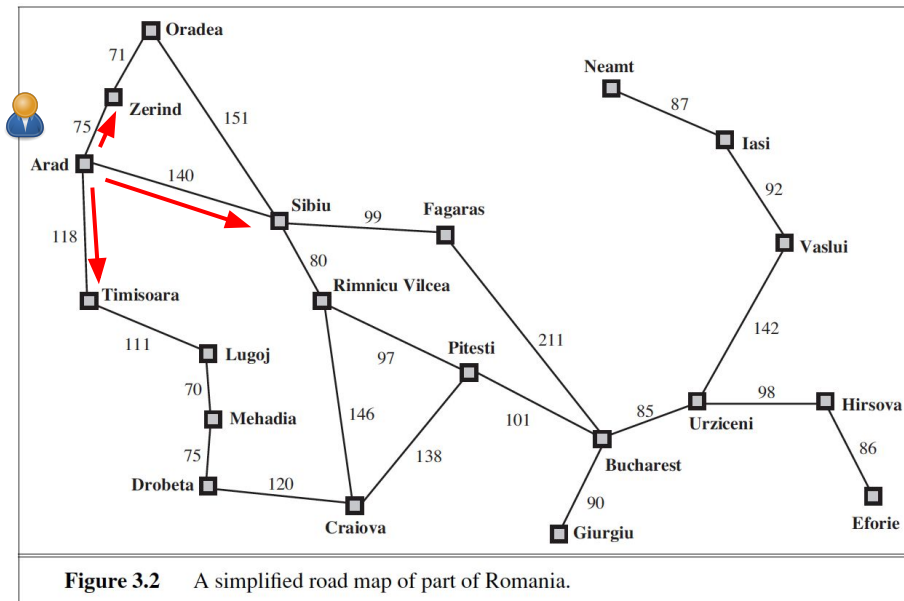 Oradea
71
Neamt
87
Zerind
151
75
Iasi
Arad
140
92
Sibiu
Fagaras
99
118
Vaslui
80
Timisoara
Rimnicu Vilcea
142
111
211
Lugoj
97
Pitesti
70
98
Hirsova
146
101
85
Mehadia
Urziceni
75
138
Bucharest
86
Drobeta
120
90
Craiova
Giurgiu
Eforie
Figure 3.2 A simplified road map of part of Romania.